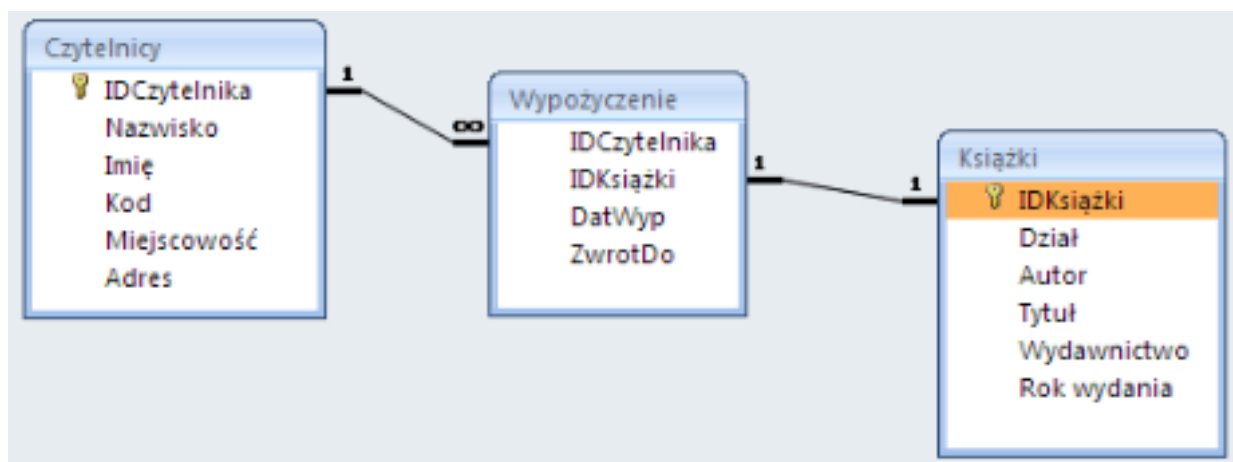 Czytelnicy
IDCzytelnika
Nazwisko
Imię
Kod
Miejscowość
Adres
1
∞
Wypożyczenie
IDCzytelnika
IDKsiążki
DatWyp
ZwrotDo
1
1
Książki
IDKsiążki
Dział
Autor
Tytuł
Wydawnictwo
Rok wydania